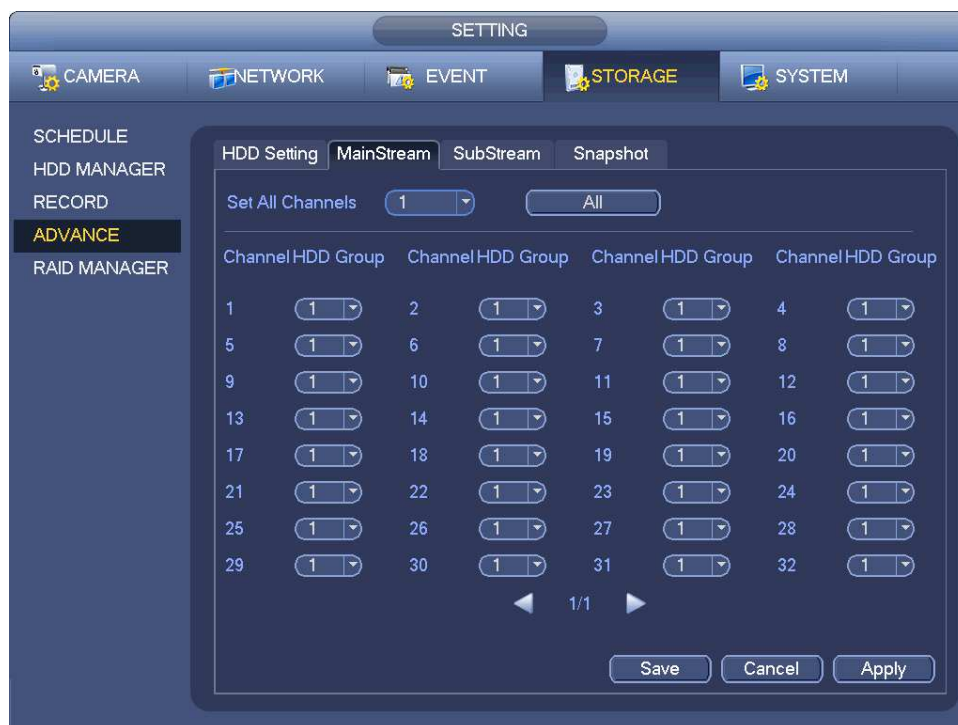 SETTING
CAMERA NETWORK EVENT STORAGE SYSTEM
SCHEDULE
HDD MANAGER
RECORD
ADVANCE
RAID MANAGER
HDD Setting MainStream SubStream Snapshot
Set All Channels 1 All
Channel HDD Group Channel HDD Group Channel HDD Group Channel HDD Group
1 1 2 1 3 1 4 1
5 1 6 1 7 1 8 1
9 1 10 1 11 1 12 1
13 1 14 1 15 1 16 1
17 1 18 1 19 1 20 1
21 1 22 1 23 1 24 1
25 1 26 1 27 1 28 1
29 1 30 1 31 1 32 1
1/1
Save Cancel Apply